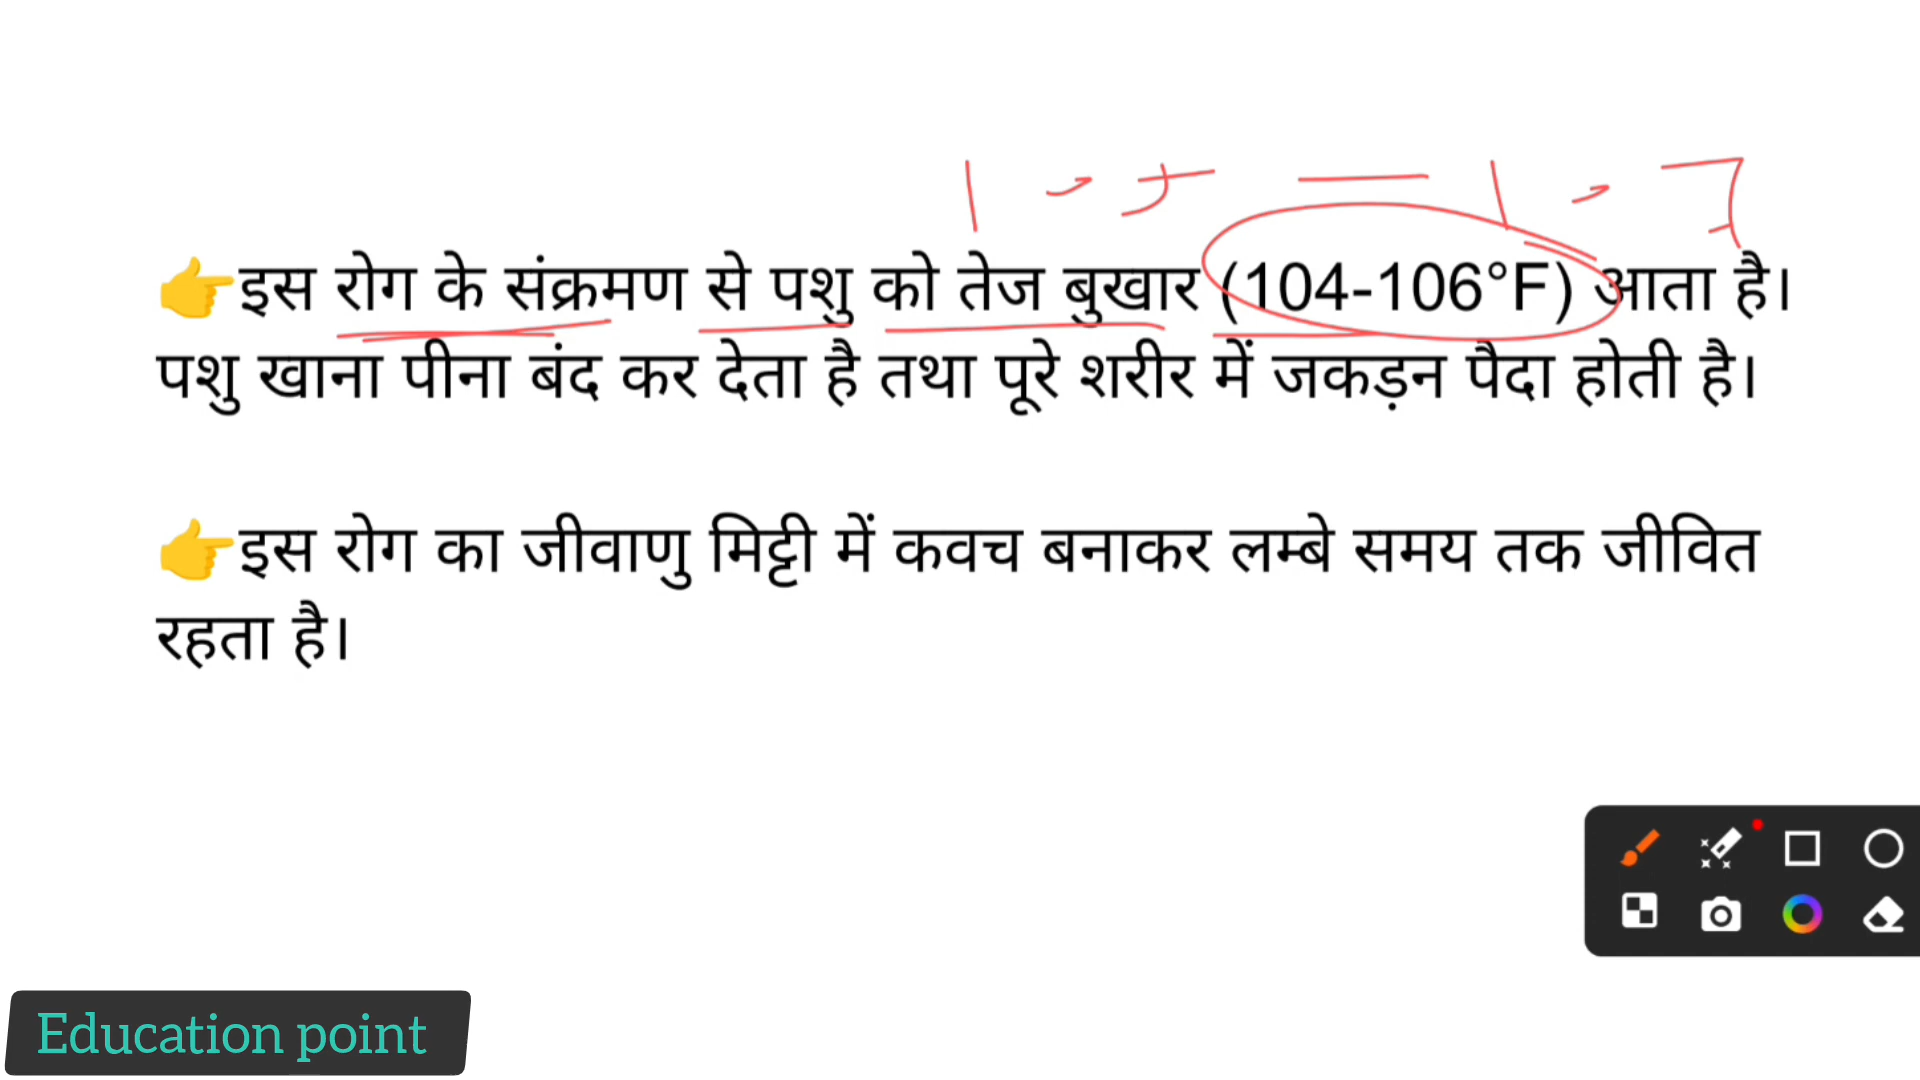 👉इस रोग के संक्रमण से पशु को तेज बुखार (104-106°F) आता है।
पशु खाना पीना बंद कर देता है तथा पूरे शरीर में जकड़न पैदा होती है।
👉इस रोग का जीवाणु मिट्टी में कवच बनाकर लम्बे समय तक जीवित
रहता है।
Education point